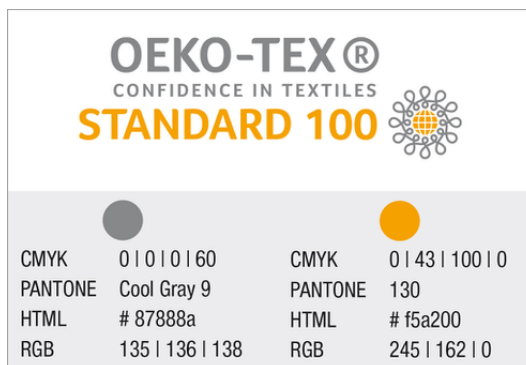 OEKO-TEX®
CONFIDENCE IN TEXTILES
STANDARD 100
CMYK 0 | 0 | 0 | 60
PANTONE Cool Gray 9
HTML # 87888a
RGB 135 | 136 | 138
CMYK 0 | 43 | 100 | 0
PANTONE 130
HTML # f5a200
RGB 245 | 162 | 0